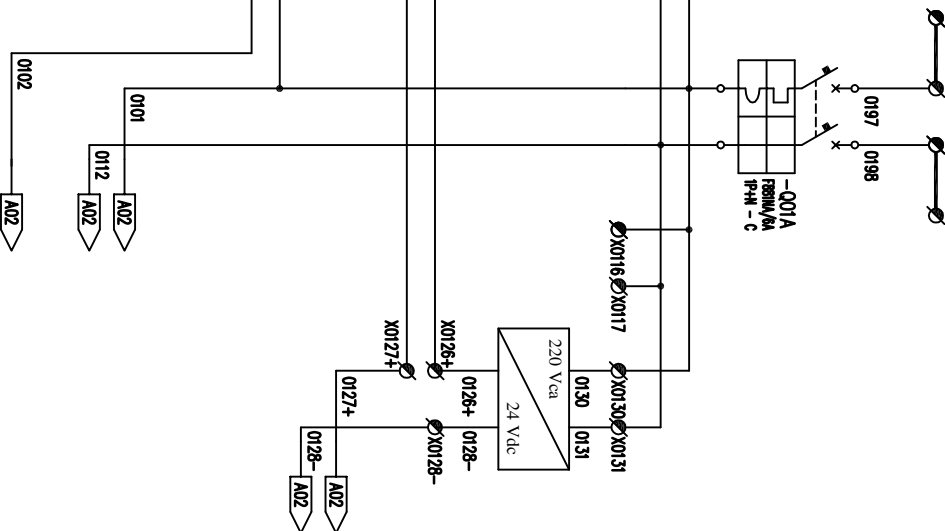 0197
0198
-Q01A
F881NA/6A
1P+N - C
X0116
X0117
X0130
X0131
0130
0131
220 Vca
24 Vdc
0126+
0128-
X0126+
X0128-
X0127+
0127+
A02
0128-
A02
0101
A02
0112
A02
0102
A02